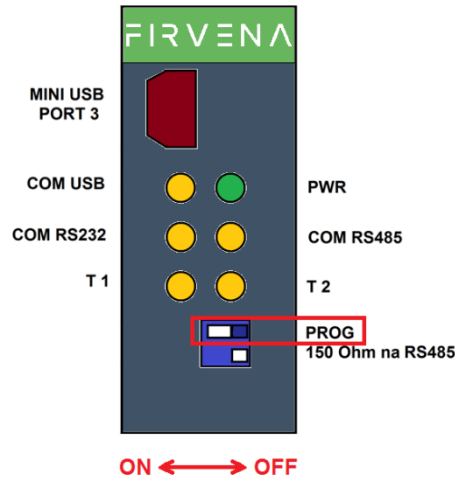 FIRVENA
MINI USB
PORT 3
COM USB
PWR
COM RS232
COM RS485
T 1
T 2
PROG
150 Ohm na RS485
ON
OFF